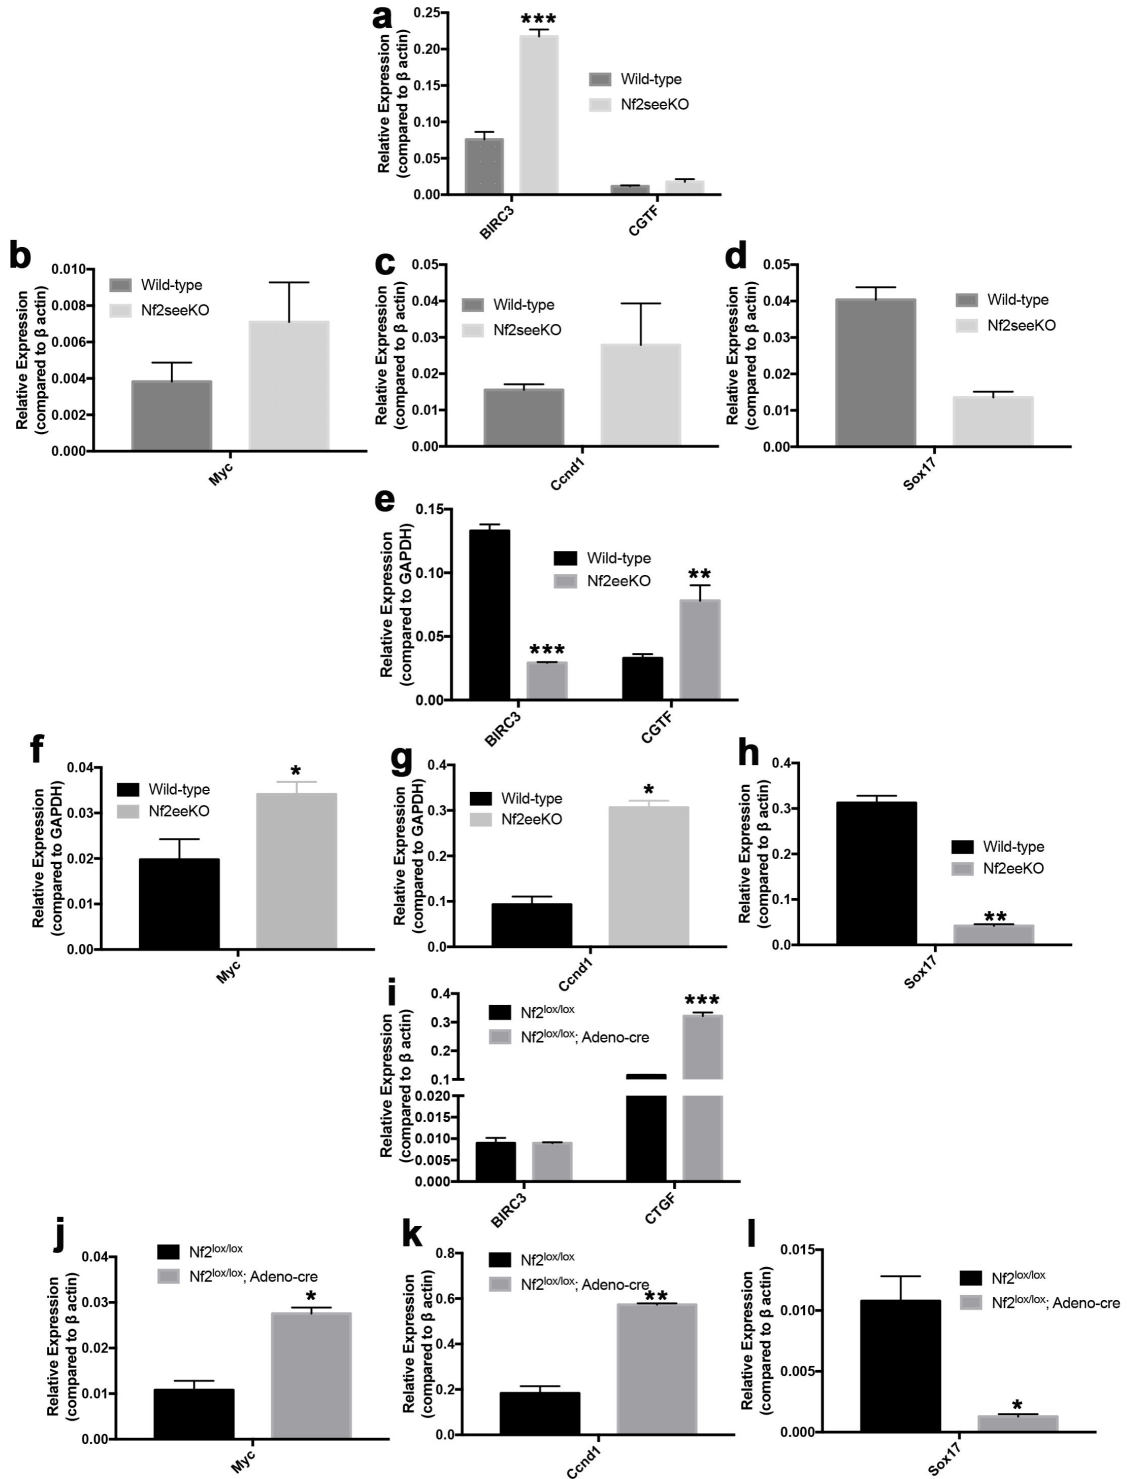 a
Relative Expression
(compared to β actin)
0.25
0.20
0.15
0.10
0.05
0.00
***
Wild-type
Nf2seeKO
BIRC3
CGTF
b
Relative Expression
(compared to β actin)
0.010
0.008
0.006
0.004
0.002
0.000
Wild-type
Nf2seeKO
Myc
c
Relative Expression
(compared to β actin)
0.05
0.04
0.03
0.02
0.01
0.00
Wild-type
Nf2seeKO
Ccnd1
d
Relative Expression
(compared to β actin)
0.05
0.04
0.03
0.02
0.01
0.00
Wild-type
Nf2seeKO
Sox17
e
Relative Expression
(compared to GAPDH)
0.15
0.10
0.05
0.00
Wild-type
Nf2eeKO
***
**
BIRC3
CGTF
f
Relative Expression
(compared to GAPDH)
0.04
0.03
0.02
0.01
0.00
Wild-type
Nf2eeKO
*
Myc
g
Relative Expression
(compared to GAPDH)
0.4
0.3
0.2
0.1
0.0
Wild-type
Nf2eeKO
*
Ccnd1
h
Relative Expression
(compared to β actin)
0.4
0.3
0.2
0.1
0.0
Wild-type
Nf2eeKO
**
Sox17
i
Relative Expression
(compared to β actin)
0.4
0.3
0.2
0.1
0.020
0.015
0.010
0.005
0.000
Nf2lox/lox
Nf2lox/lox; Adeno-cre
***
BIRC3
CTGF
j
Relative Expression
(compared to β actin)
0.04
0.03
0.02
0.01
0.00
Nf2lox/lox
Nf2lox/lox; Adeno-cre
*
Myc
k
Relative Expression
(compared to β actin)
0.8
0.6
0.4
0.2
0.0
Nf2lox/lox
Nf2lox/lox; Adeno-cre
**
Ccnd1
l
Relative Expression
(compared to β actin)
0.015
0.010
0.005
0.000
Nf2lox/lox
Nf2lox/lox; Adeno-cre
*
Sox17